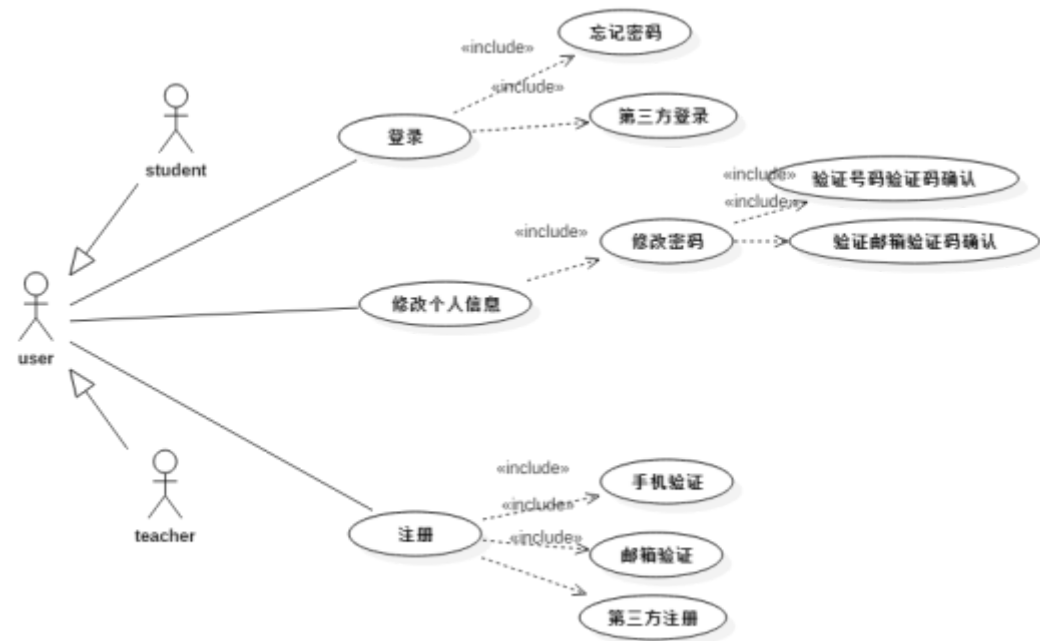 忘记密码
«include»
«include»
第三方登录
登录
student
«include»
验证号码验证码确认
«include»
«include»
修改密码
验证邮箱验证码确认
修改个人信息
user
«include»
手机验证
«include»
teacher
注册
«include»
邮箱验证
第三方注册